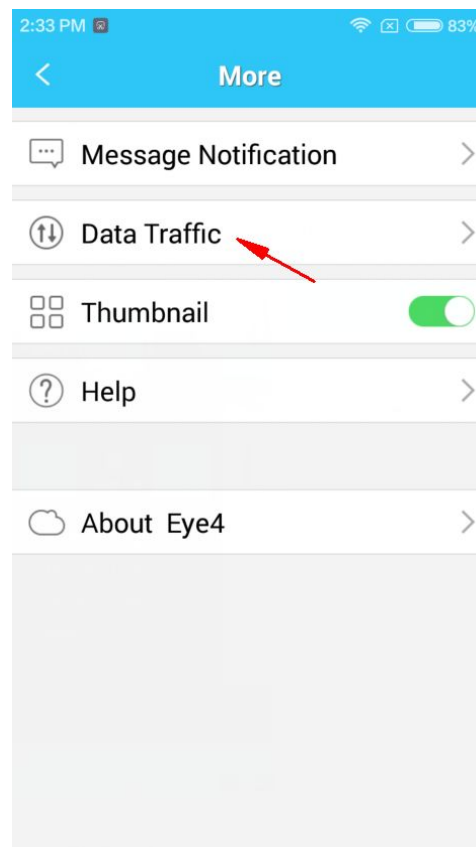 2:33 PM 83%
More
Message Notification
Data Traffic
Thumbnail
Help
About Eye4